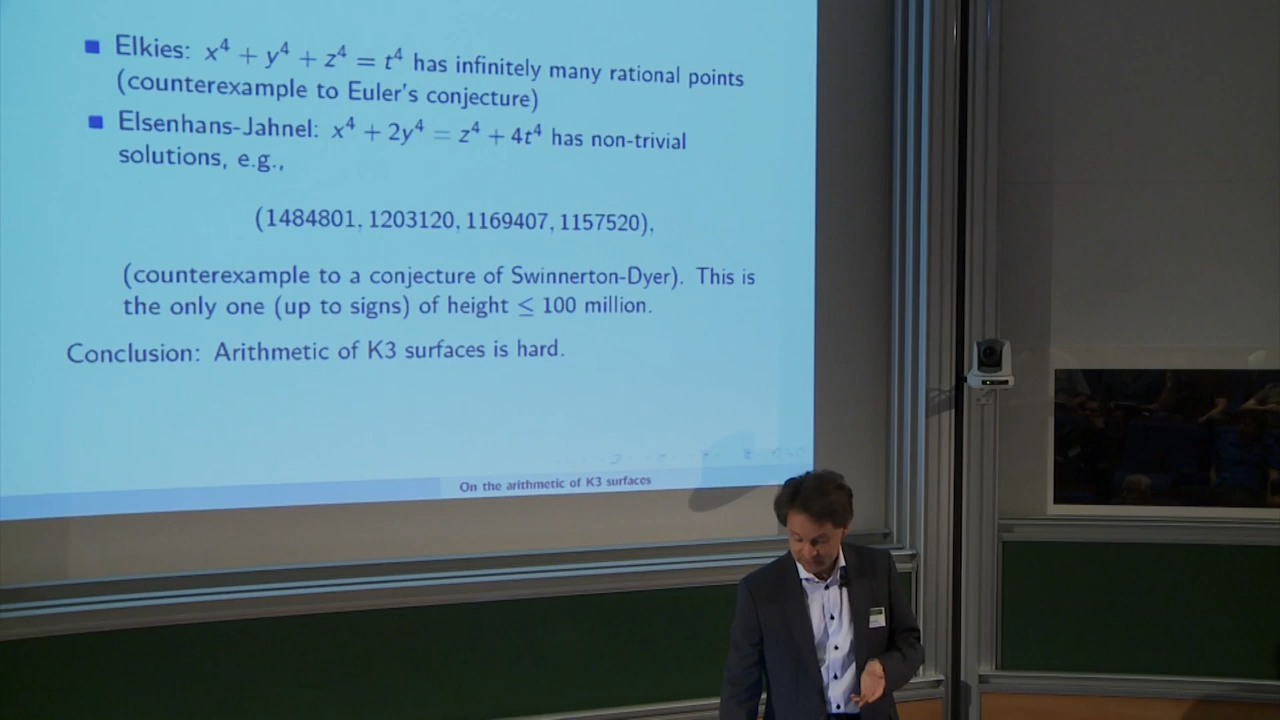 Elkies: x⁴ + y⁴ + z⁴ = t⁴ has infinitely many rational points
(counterexample to Euler's conjecture)
Elsenhans-Jahnel: x⁴ + 2y⁴ = z⁴ + 4t⁴ has non-trivial
solutions, e.g.,
(1484801, 1203120, 1169407, 1157520),
(counterexample to a conjecture of Swinnerton-Dyer). This is
the only one (up to signs) of height ≤ 100 million.
Conclusion: Arithmetic of K3 surfaces is hard.
On the arithmetic of K3 surfaces